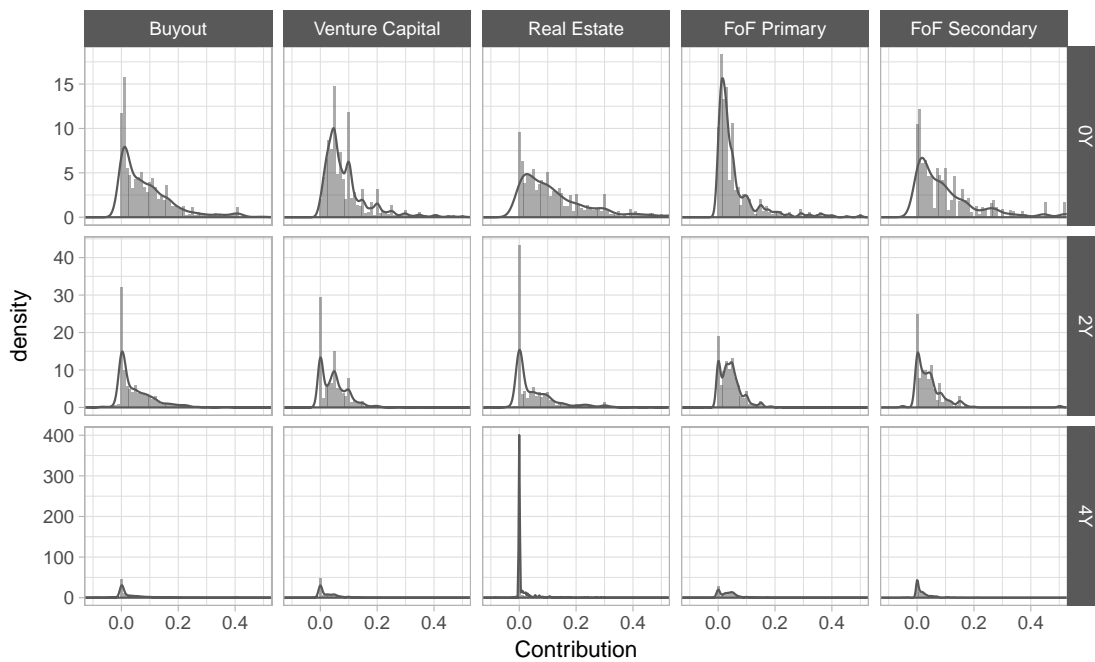 Buyout Venture Capital Real Estate FoF Primary FoF Secondary
15
10
5
0
0Y
40
30
20
10
0
2Y
400
300
200
100
0
4Y
density
0.0 0.2 0.4 0.0 0.2 0.4 0.0 0.2 0.4 0.0 0.2 0.4 0.0 0.2 0.4
Contribution